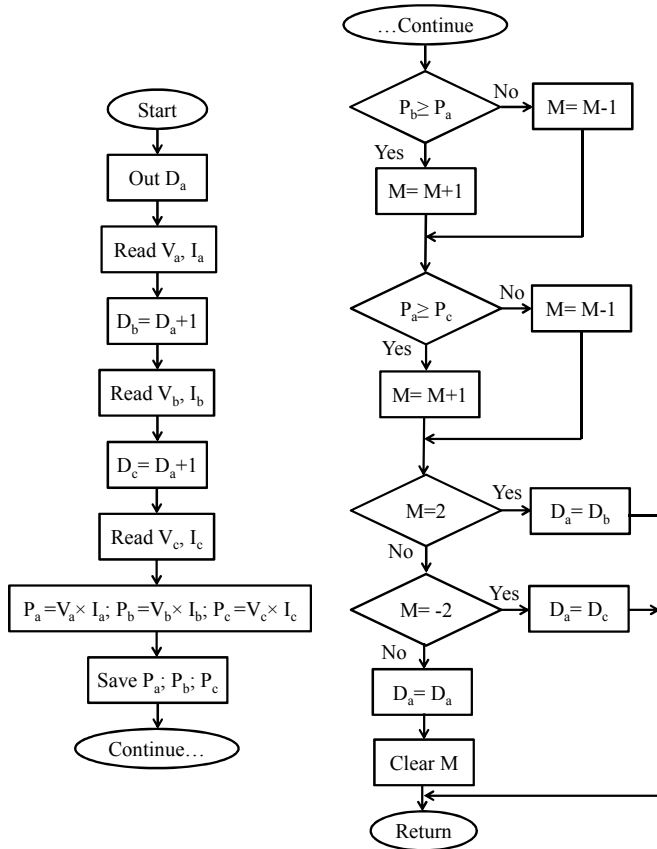 Start
Out Da
Read Va, Ia
Db= Da+1
Read Vb, Ib
Dc= Da+1
Read Vc, Ic
Pa =Va× Ia; Pb =Vb× Ib; Pc =Vc× Ic
Save Pa; Pb; Pc
Continue…
…Continue
Pb≥ Pa
No
M= M-1
Yes
M= M+1
Pa≥ Pc
No
M= M-1
Yes
M= M+1
M=2
Yes
Da= Db
No
M= -2
Yes
Da= Dc
No
Da= Da
Clear M
Return